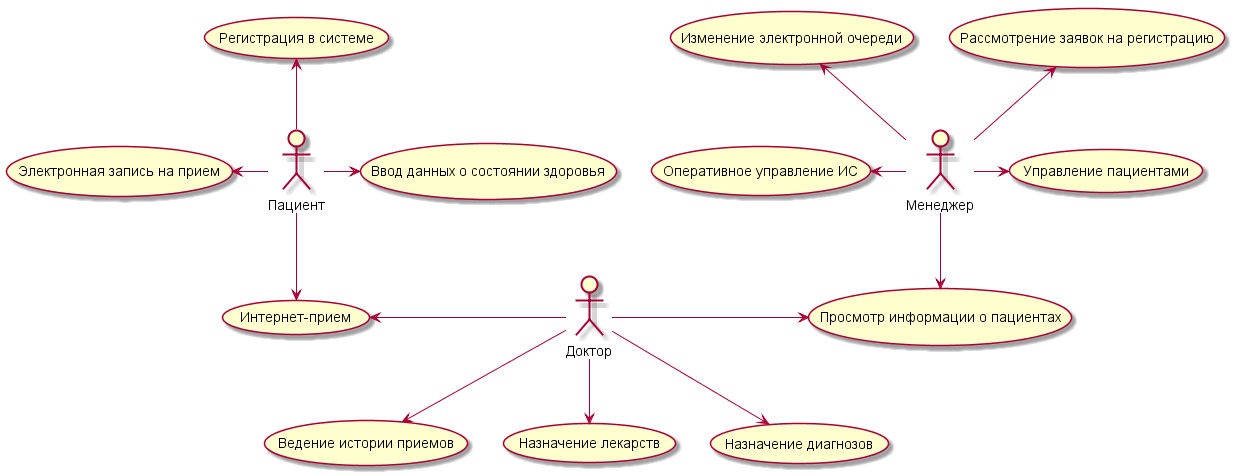 Регистрация в системе
Изменение электронной очереди
Рассмотрение заявок на регистрацию
Электронная запись на прием
Ввод данных о состоянии здоровья
Оперативное управление ИС
Управление пациентами
Пациент
Менеджер
Интернет-прием
Просмотр информации о пациентах
Доктор
Ведение истории приемов
Назначение лекарств
Назначение диагнозов